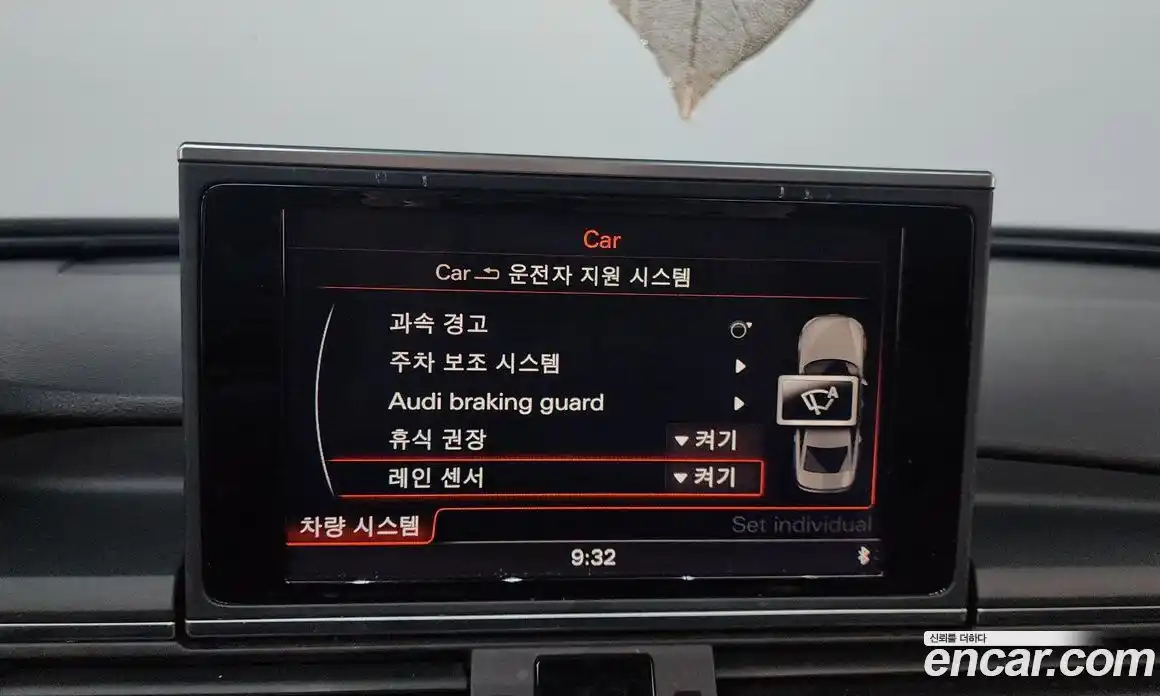 Car
Car 운전자 지원 시스템
과속 경고
주차 보조 시스템
Audi braking guard
휴식 권장 켜기
레인 센서 켜기
A
차량 시스템 Set individual
9:32
신뢰를 더하다
encar.com